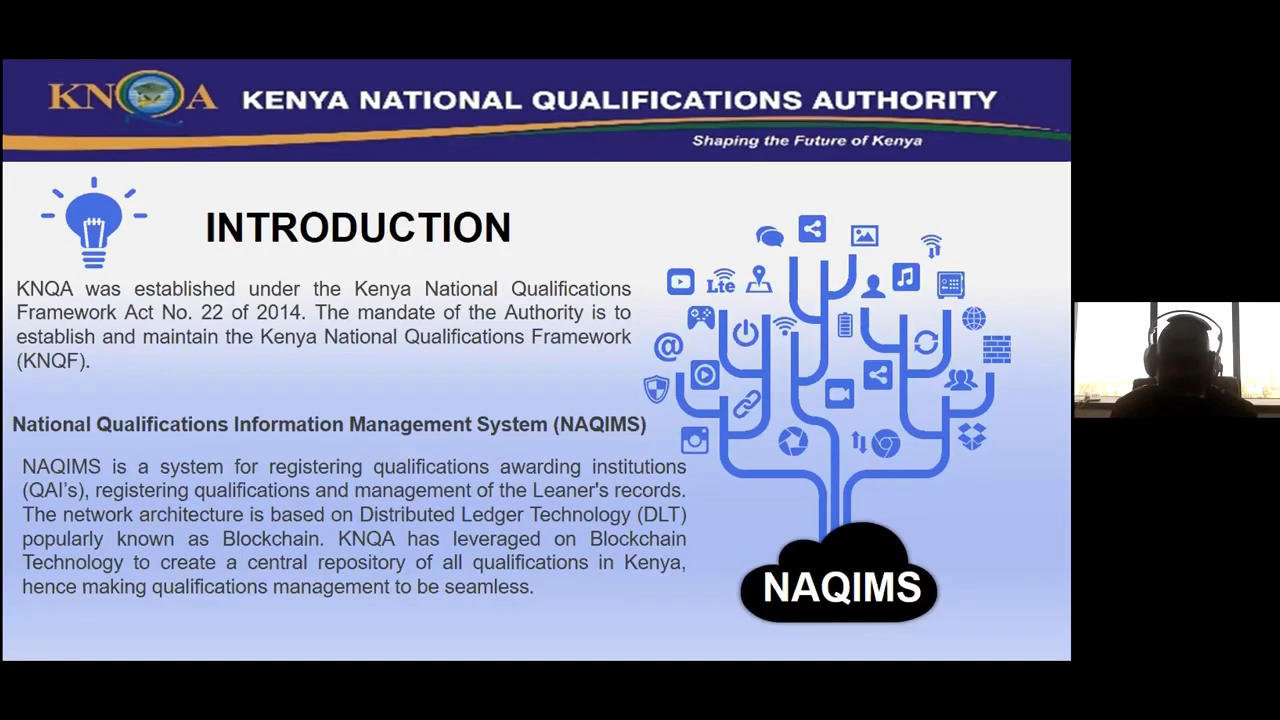 KNQA KENYA NATIONAL QUALIFICATIONS AUTHORITY
Shaping the Future of Kenya
INTRODUCTION
KNQA was established under the Kenya National Qualifications
Framework Act No. 22 of 2014. The mandate of the Authority is to
establish and maintain the Kenya National Qualifications Framework
(KNQF).
National Qualifications Information Management System (NAQIMS)
NAQIMS is a system for registering qualifications awarding institutions
(QAI's), registering qualifications and management of the Leaner's records.
The network architecture is based on Distributed Ledger Technology (DLT)
popularly known as Blockchain. KNQA has leveraged on Blockchain
Technology to create a central repository of all qualifications in Kenya,
hence making qualifications management to be seamless.
Lte
@
NAQIMS